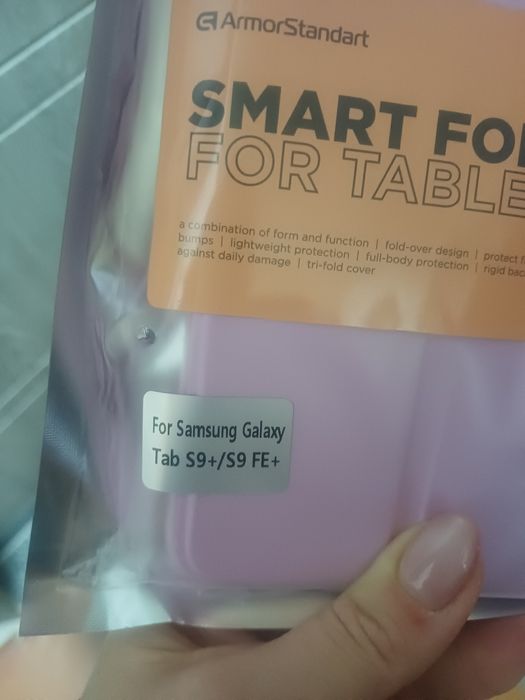 ArmorStandart
SMART FO
FOR TABLE
a combination of form and function | fold-over design | protect
bumps | lightweight protection | full-body protection | rigid
against daily damage | tri-fold cover
For Samsung Galaxy
Tab S9+/S9 FE+